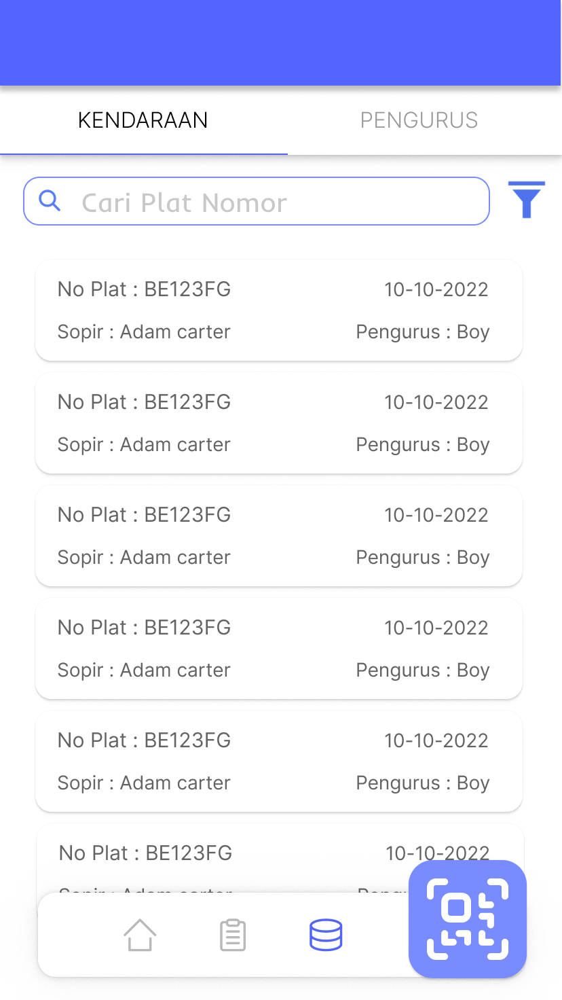 KENDARAAN PENGURUS
Cari Plat Nomor
No Plat : BE123FG 10-10-2022
Sopir : Adam carter Pengurus : Boy
No Plat : BE123FG 10-10-2022
Sopir : Adam carter Pengurus : Boy
No Plat : BE123FG 10-10-2022
Sopir : Adam carter Pengurus : Boy
No Plat : BE123FG 10-10-2022
Sopir : Adam carter Pengurus : Boy
No Plat : BE123FG 10-10-2022
Sopir : Adam carter Pengurus : Boy
No Plat : BE123FG 10-10-2022